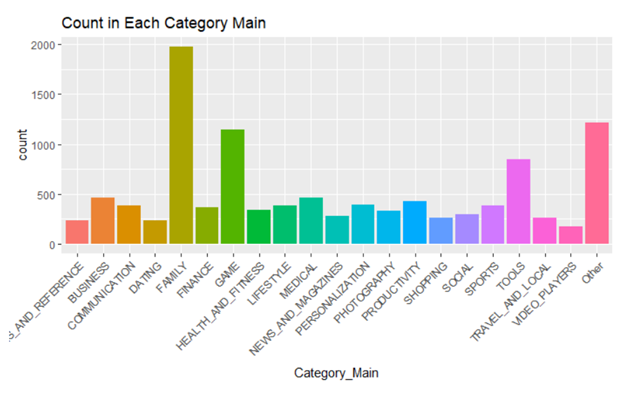 Count in Each Category Main
2000
1500
1000
500
0
count
S_AND_REFERENCE
BUSINESS
COMMUNICATION
DATING
FAMILY
FINANCE
GAME
HEALTH_AND_FITNESS
LIFESTYLE
MEDICAL
NEWS_AND_MAGAZINES
PERSONALIZATION
PHOTOGRAPHY
PRODUCTIVITY
SHOPPING
SOCIAL
SPORTS
TOOLS
TRAVEL_AND_LOCAL
VIDEO_PLAYERS
Other
Category_Main